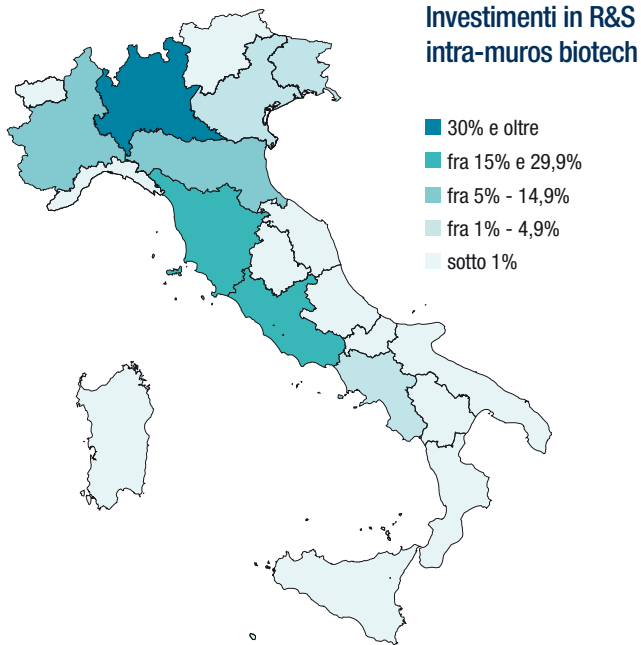 Investimenti in R&S
intra-muros biotech
30% e oltre
fra 15% e 29,9%
fra 5% - 14,9%
fra 1% - 4,9%
sotto 1%